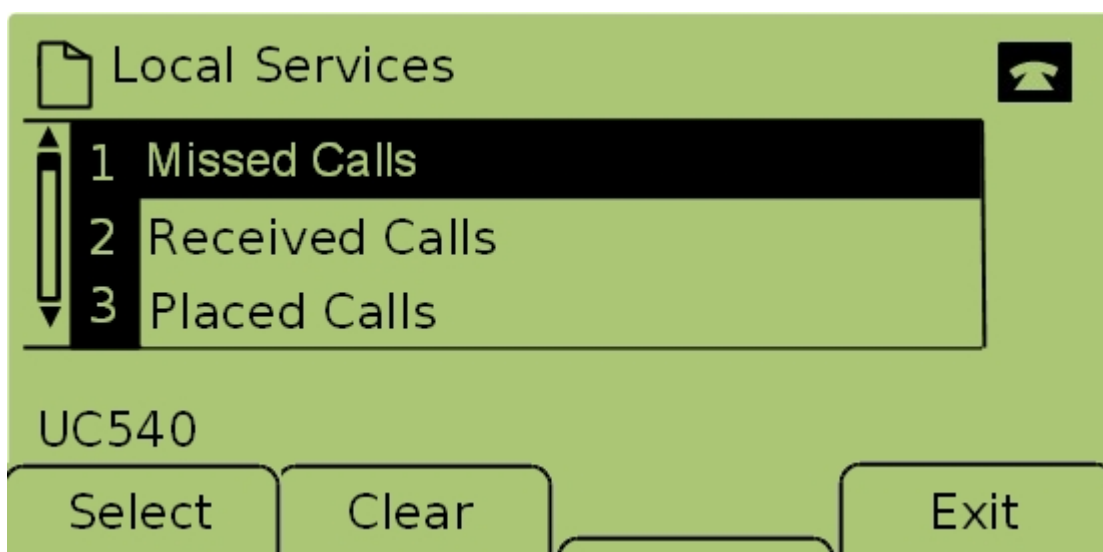 Local Services
1 Missed Calls
2 Received Calls
3 Placed Calls
UC540
Select Clear Exit